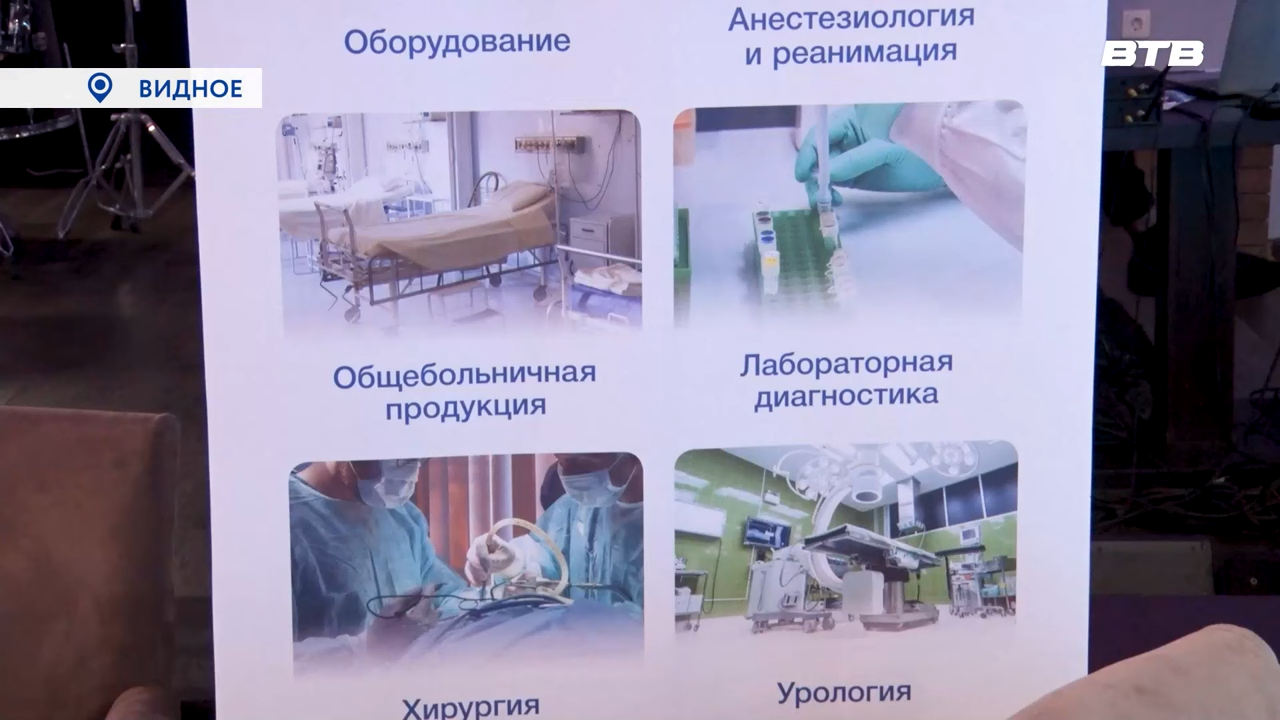 Оборудование
Анестезиология
и реанимация
ВТВ
ВИДНОЕ
Общебольничная
продукция
Лабораторная
диагностика
Хирургия
Урология